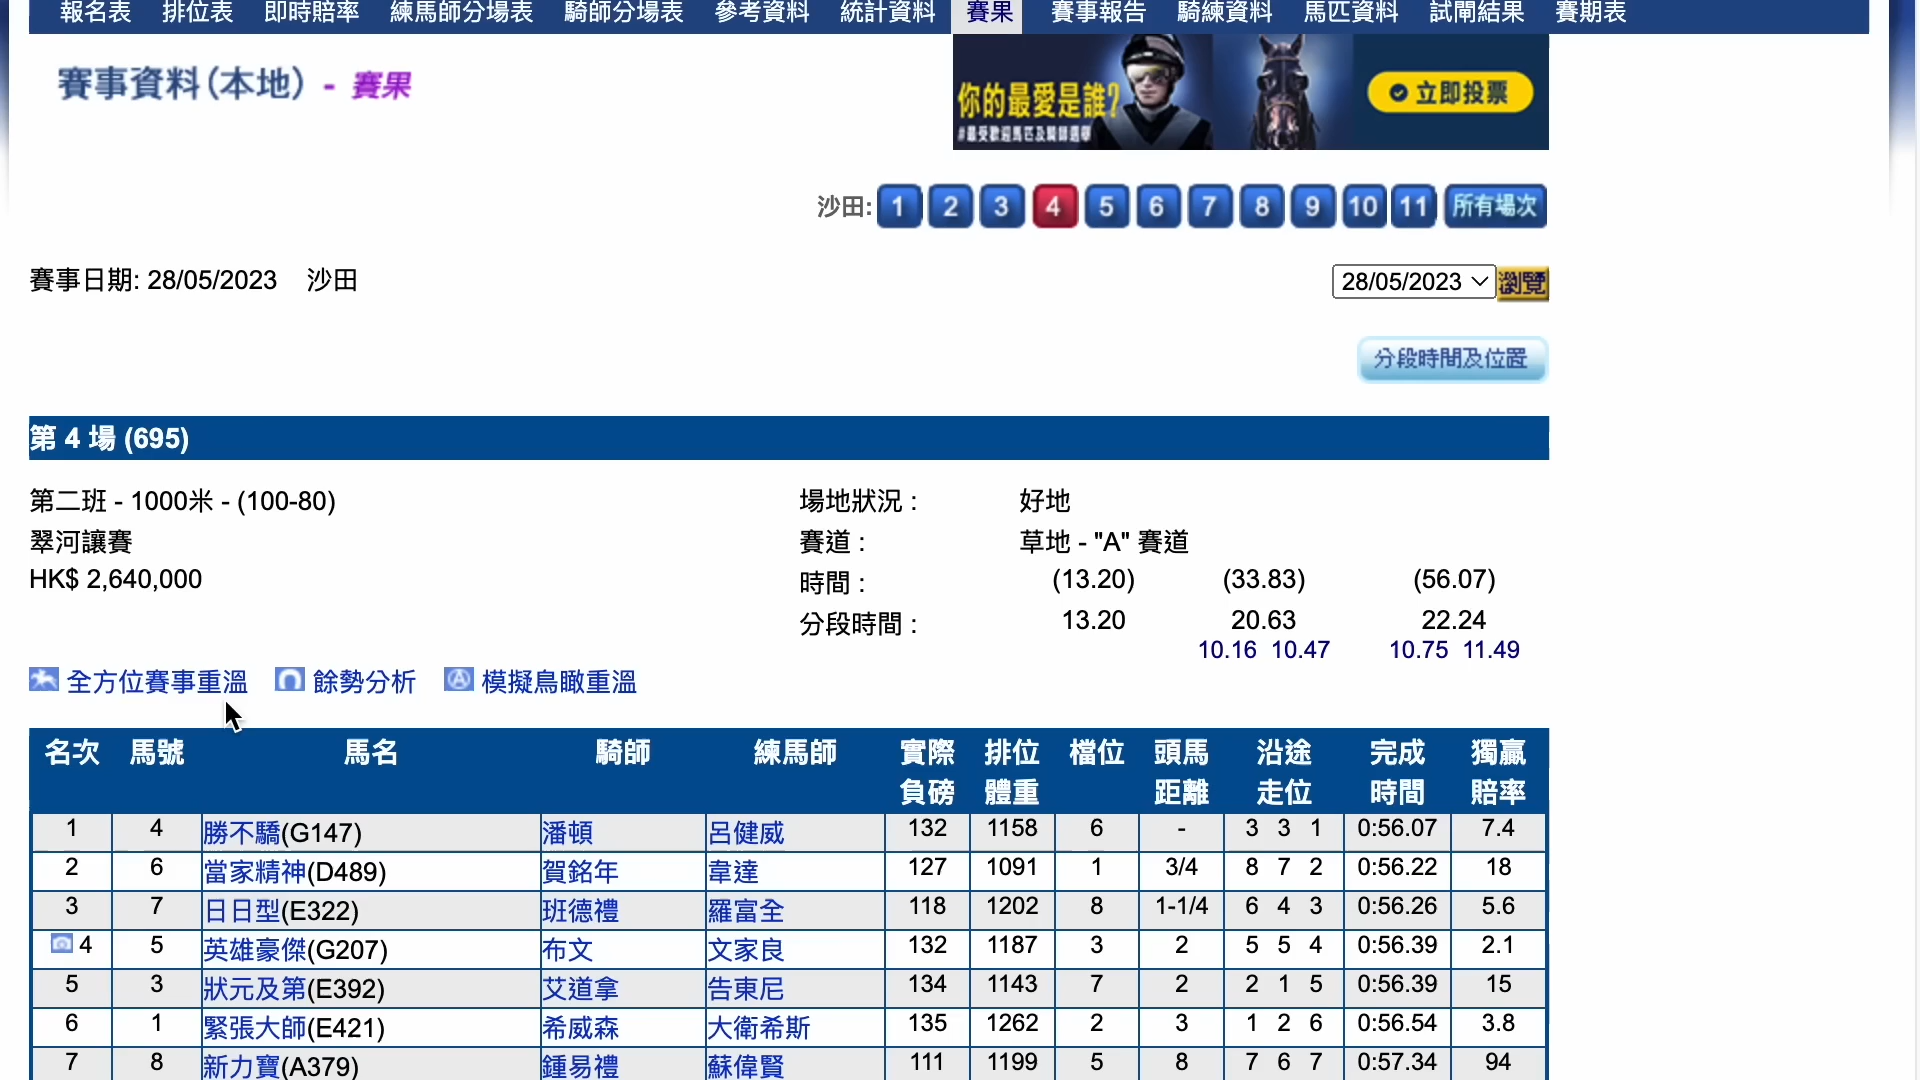 報名表 排位表 即時賠率 練馬師分場表 騎師分場表 參考資料 統計資料 賽果 賽事報告 騎練資料 馬匹資料 試閘結果 賽期表
賽事資料(本地) - 賽果
你的最愛是誰?
#最受歡迎馬匹及騎師選舉
立即投票
沙田: 1 2 3 4 5 6 7 8 9 10 11 所有場次
賽事日期: 28/05/2023 沙田
28/05/2023 瀏覽
分段時間及位置
第 4 場 (695)
第二班 - 1000米 - (100-80) 場地狀況 : 好地
翠河讓賽 賽道 : 草地 - "A" 賽道
HK$ 2,640,000 時間 : (13.20) (33.83) (56.07)
分段時間 : 13.20 20.63 22.24
10.16 10.47 10.75 11.49
全方位賽事重溫 餘勢分析 模擬鳥瞰重溫
名次 馬號 馬名 騎師 練馬師 實際負磅 排位體重 檔位 頭馬距離 沿途走位 完成時間 獨贏賠率
1 4 勝不驕(G147) 潘頓 呂健威 132 1158 6 - 3 3 1 0:56.07 7.4
2 6 當家精神(D489) 賀銘年 韋達 127 1091 1 3/4 8 7 2 0:56.22 18
3 7 日日型(E322) 班德禮 羅富全 118 1202 8 1-1/4 6 4 3 0:56.26 5.6
4 5 英雄豪傑(G207) 布文 文家良 132 1187 3 2 5 5 4 0:56.39 2.1
5 3 狀元及第(E392) 艾道拿 告東尼 134 1143 7 2 2 1 5 0:56.39 15
6 1 緊張大師(E421) 希威森 大衛希斯 135 1262 2 3 1 2 6 0:56.54 3.8
7 8 新力寶(A379) 鍾易禮 蘇偉賢 111 1199 5 8 7 6 7 0:57.34 94